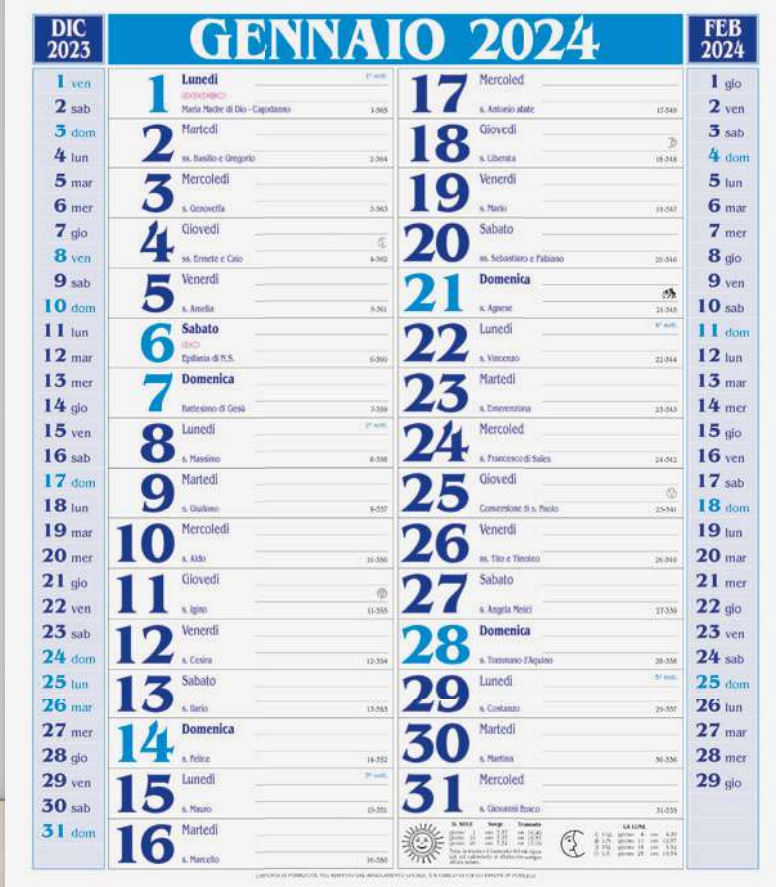 DIC
2023
GENNAIO 2024
FEB
2024
1 ven
2 sab
3 dom
4 lun
5 mar
6 mer
7 gio
8 ven
9 sab
10 dom
11 lun
12 mar
13 mer
14 gio
15 ven
16 sab
17 dom
18 lun
19 mar
20 mer
21 gio
22 ven
23 sab
24 dom
25 lun
26 mar
27 mer
28 gio
29 ven
30 sab
31 dom
1 Lunedì
Maria Madre di Dio - Capodanno 1-365
2 Martedì
ss. Basilio e Gregorio 2-364
3 Mercoledì
s. Genoveffa 3-363
4 Giovedì
ss. Ermete e Caio 4-362
5 Venerdì
s. Amelia 5-361
6 Sabato
Epifania di N.S. 6-360
7 Domenica
Battesimo di Gesù 7-359
8 Lunedì
s. Massimo 8-358
9 Martedì
s. Giuliano 9-357
10 Mercoledì
s. Aldo 10-356
11 Giovedì
s. Igino 11-355
12 Venerdì
s. Cesira 12-354
13 Sabato
s. Ilario 13-353
14 Domenica
s. Felice 14-352
15 Lunedì
s. Mauro 15-351
16 Martedì
s. Marcello 16-350
17 Mercoled
s. Antonio abate 17-349
18 Giovedì
s. Liberata 18-348
19 Venerdì
s. Mario 19-347
20 Sabato
ss. Sebastiano e Fabiano 20-346
21 Domenica
s. Agnese 21-345
22 Lunedì
s. Vincenzo 22-344
23 Martedì
s. Emerenziana 23-343
24 Mercoled
s. Francesco di Sales 24-342
25 Giovedì
Conversione di s. Paolo 25-341
26 Venerdì
ss. Tito e Timoteo 26-340
27 Sabato
s. Angela Merici 27-339
28 Domenica
s. Tommaso d'Aquino 28-338
29 Lunedì
s. Costanzo 29-337
30 Martedì
s. Martina 30-336
31 Mercoled
s. Giovanni Bosco 31-335
IL SOLE Sorge Tramonta
LA LUNA
1 gio
2 ven
3 sab
4 dom
5 lun
6 mar
7 mer
8 gio
9 ven
10 sab
11 dom
12 lun
13 mar
14 mer
15 gio
16 ven
17 sab
18 dom
19 lun
20 mar
21 mer
22 gio
23 ven
24 sab
25 dom
26 lun
27 mar
28 mer
29 gio